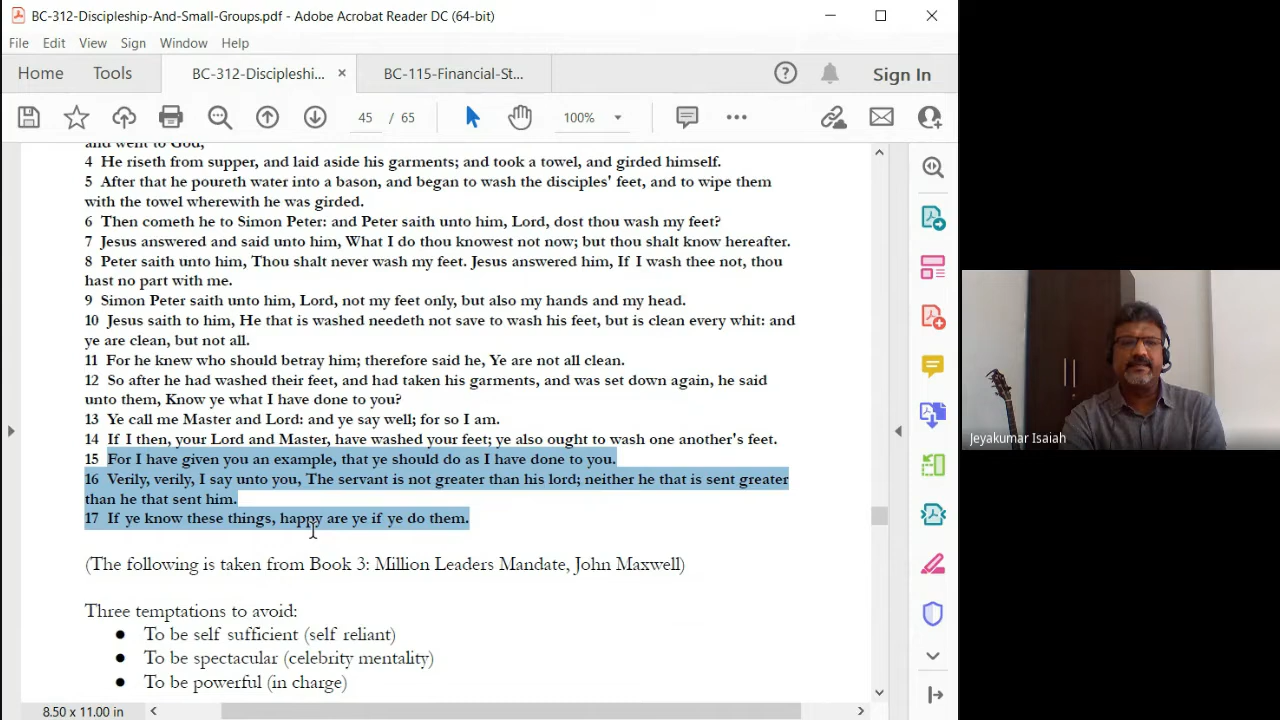 BC-312-Discipleship-And-Small-Groups.pdf - Adobe Acrobat Reader DC (64-bit)
File Edit View Sign Window Help
Home Tools BC-312-Discipleshi... × BC-115-Financial-St... Sign In
45 / 65 100%
and went to God;
4 He riseth from supper, and laid aside his garments; and took a towel, and girded himself.
5 After that he poureth water into a bason, and began to wash the disciples' feet, and to wipe them
with the towel wherewith he was girded.
6 Then cometh he to Simon Peter: and Peter saith unto him, Lord, dost thou wash my feet?
7 Jesus answered and said unto him, What I do thou knowest not now; but thou shalt know hereafter.
8 Peter saith unto him, Thou shalt never wash my feet. Jesus answered him, If I wash thee not, thou
hast no part with me.
9 Simon Peter saith unto him, Lord, not my feet only, but also my hands and my head.
10 Jesus saith to him, He that is washed needeth not save to wash his feet, but is clean every whit: and
ye are clean, but not all.
11 For he knew who should betray him; therefore said he, Ye are not all clean.
12 So after he had washed their feet, and had taken his garments, and was set down again, he said
unto them, Know ye what I have done to you?
13 Ye call me Master and Lord: and ye say well; for so I am.
14 If I then, your Lord and Master, have washed your feet; ye also ought to wash one another's feet.
15 For I have given you an example, that ye should do as I have done to you.
16 Verily, verily, I say unto you, The servant is not greater than his lord; neither he that is sent greater
than he that sent him.
17 If ye know these things, happy are ye if ye do them.
(The following is taken from Book 3: Million Leaders Mandate, John Maxwell)
Three temptations to avoid:
● To be self sufficient (self reliant)
● To be spectacular (celebrity mentality)
● To be powerful (in charge)
8.50 x 11.00 in
Jeyakumar Isaiah